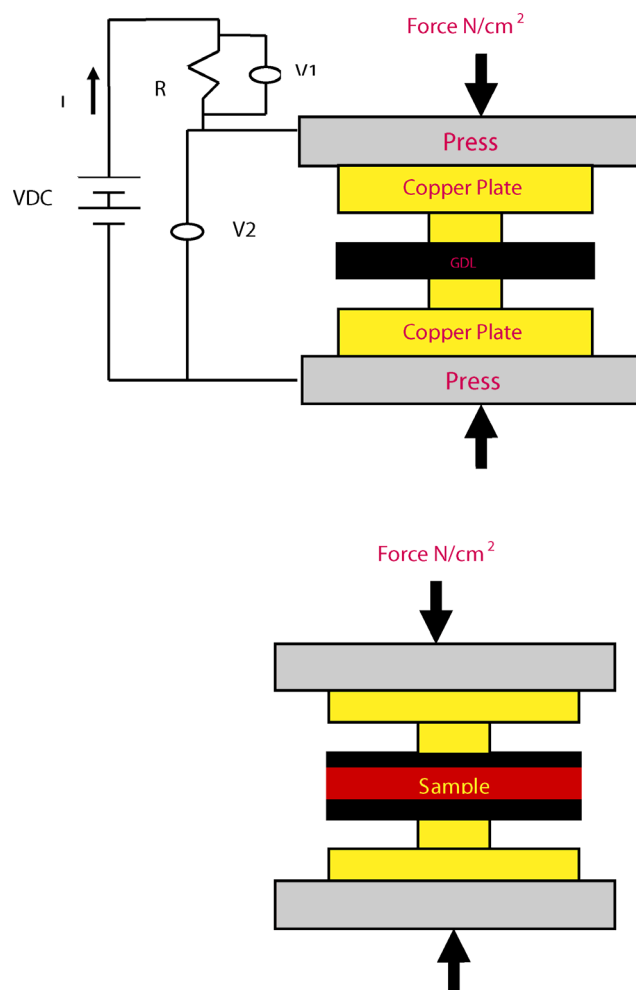 Force N/cm²
I
R
V1
Press
Copper Plate
VDC
V2
GDL
Copper Plate
Press
Force N/cm²
Sample